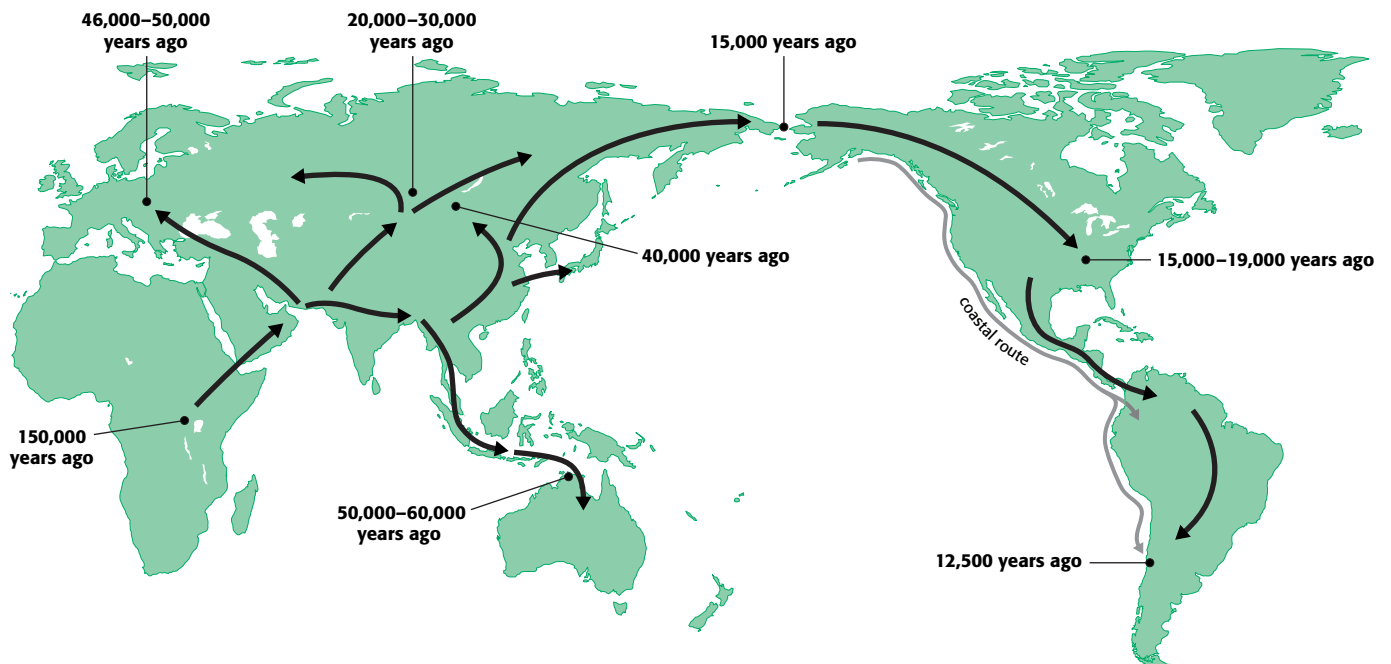 46,000–50,000
years ago
20,000–30,000
years ago
15,000 years ago
40,000 years ago
15,000–19,000 years ago
coastal route
150,000
years ago
50,000–60,000
years ago
12,500 years ago